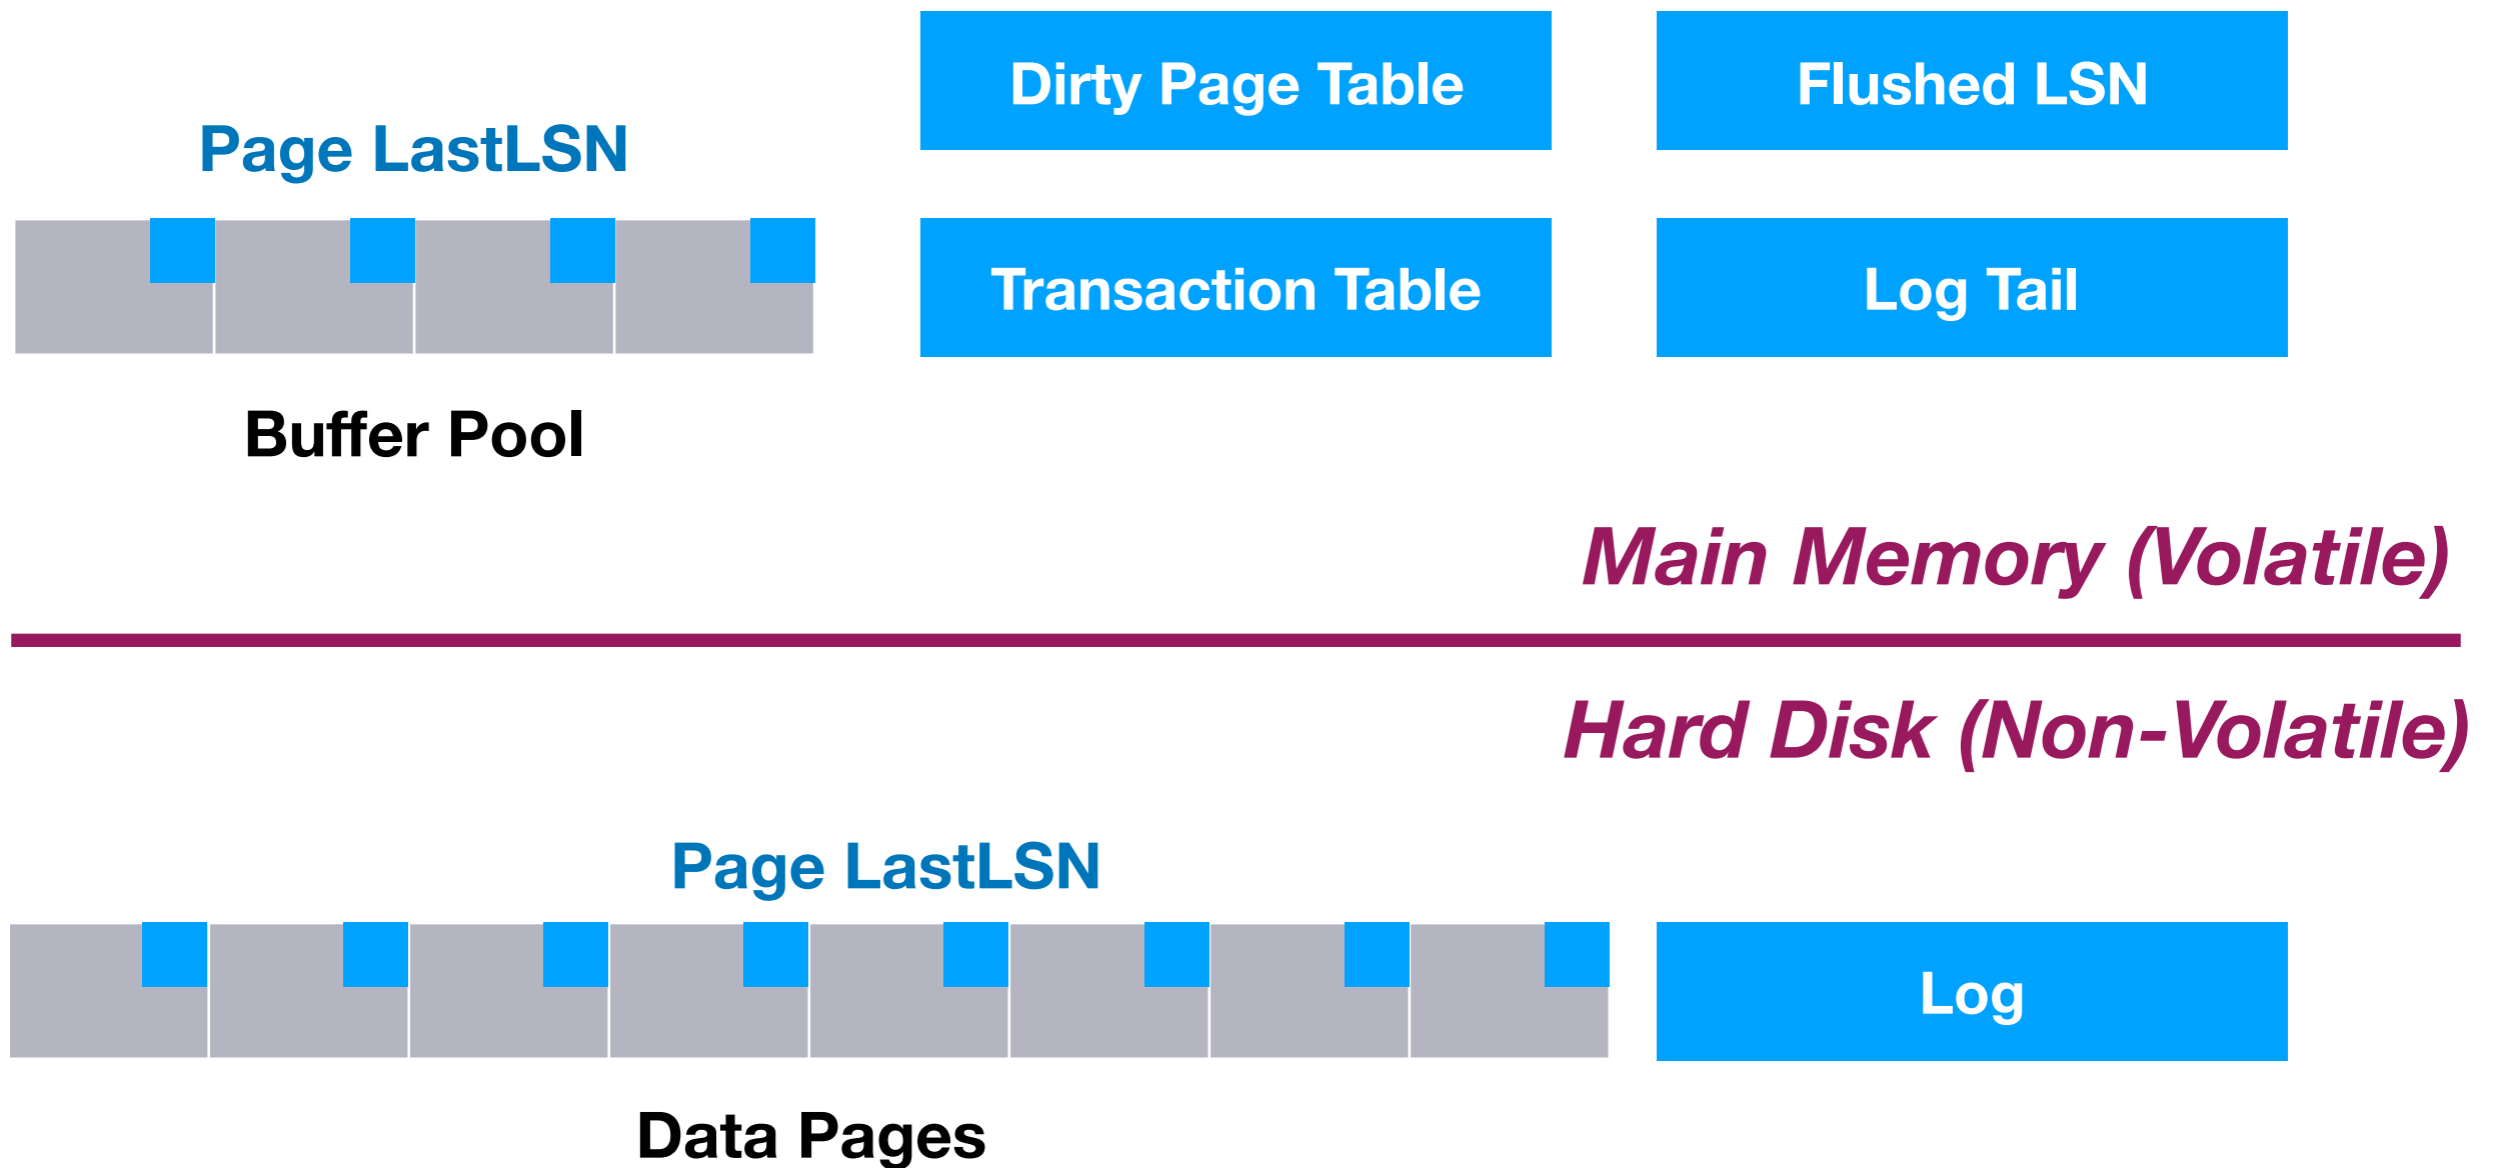 Dirty Page Table
Flushed LSN
Page LastLSN
Transaction Table
Log Tail
Buffer Pool
Main Memory (Volatile)
Hard Disk (Non-Volatile)
Page LastLSN
Log
Data Pages